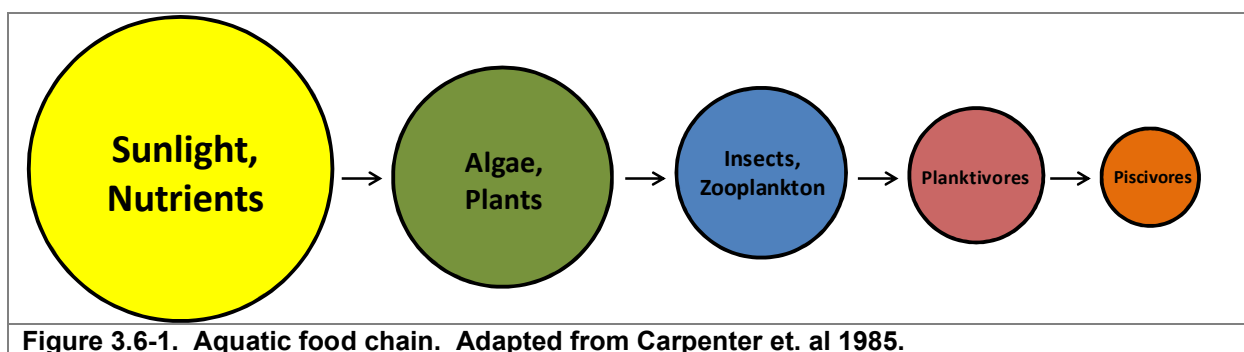 Sunlight,
Nutrients
Algae,
Plants
Insects,
Zooplankton
Planktivores
Piscivores
Figure 3.6-1. Aquatic food chain. Adapted from Carpenter et. al 1985.